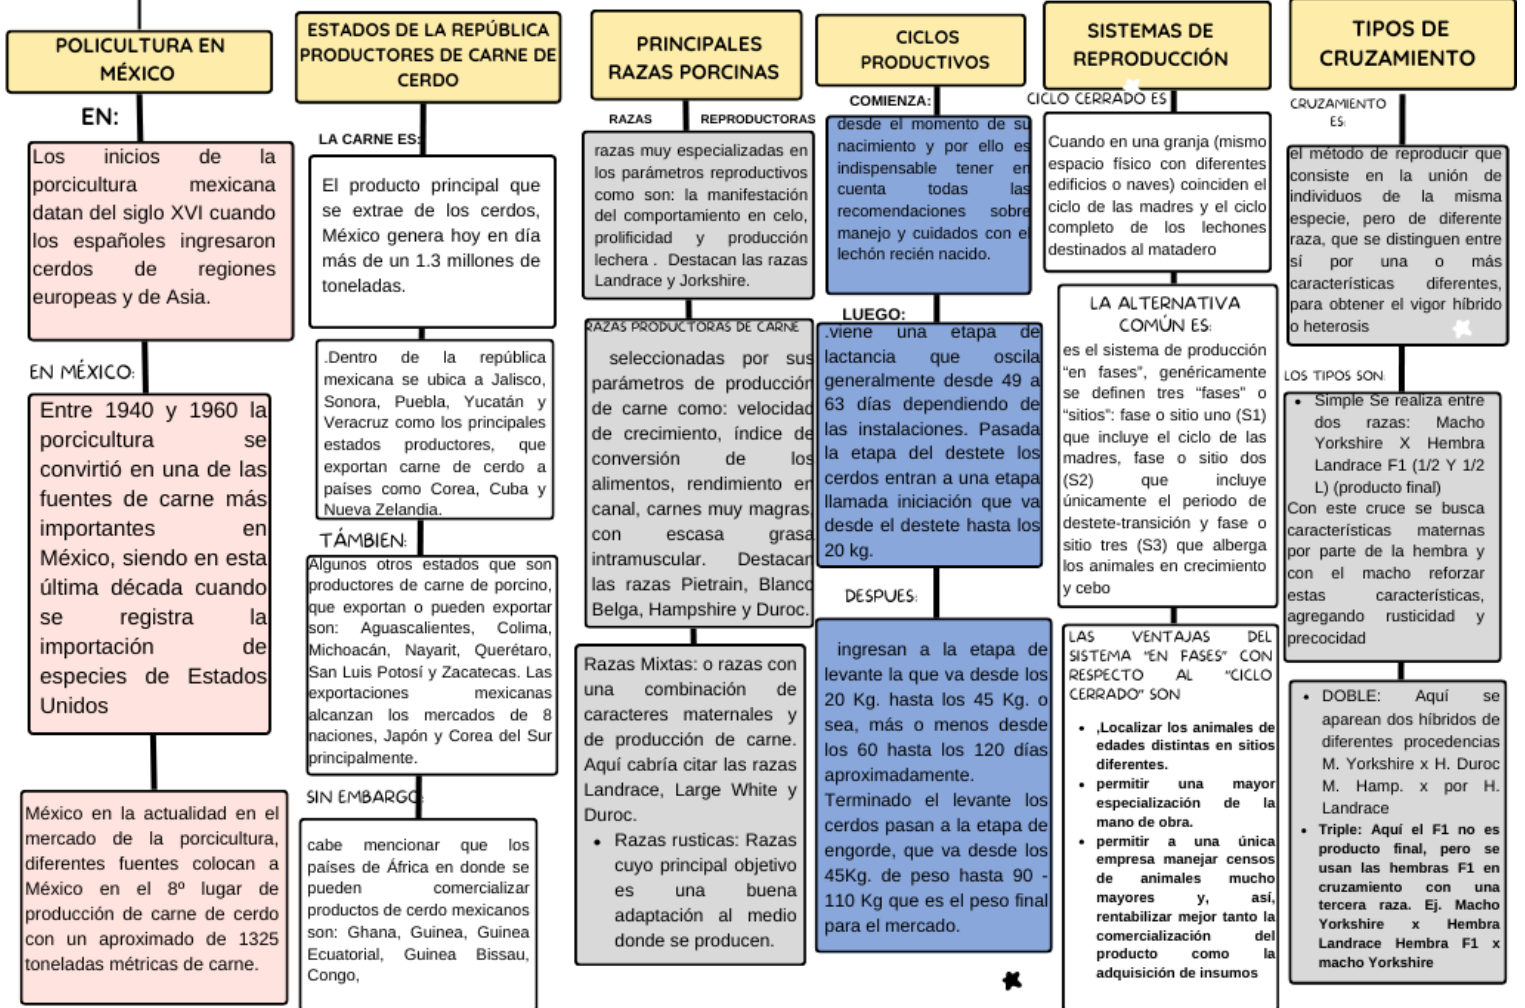 POLICULTURA EN
MÉXICO
EN:
Los inicios de la
porcicultura mexicana
datan del siglo XVI cuando
los españoles ingresaron
cerdos de regiones
europeas y de Asia.
EN MÉXICO:
Entre 1940 y 1960 la
porcicultura se
convirtió en una de las
fuentes de carne más
importantes en
México, siendo en esta
última década cuando
se registra la
importación de
especies de Estados
Unidos
México en la actualidad en el
mercado de la porcicultura,
diferentes fuentes colocan a
México en el 8º lugar de
producción de carne de cerdo
con un aproximado de 1325
toneladas métricas de carne.
ESTADOS DE LA REPÚBLICA
PRODUCTORES DE CARNE DE
CERDO
LA CARNE ES:
El producto principal que
se extrae de los cerdos,
México genera hoy en día
más de un 1.3 millones de
toneladas.
.Dentro de la república
mexicana se ubica a Jalisco,
Sonora, Puebla, Yucatán y
Veracruz como los principales
estados productores, que
exportan carne de cerdo a
países como Corea, Cuba y
Nueva Zelandia.
TÁMBIEN:
Algunos otros estados que son
productores de carne de porcino,
que exportan o pueden exportar
son: Aguascalientes, Colima,
Michoacán, Nayarit, Querétaro,
San Luis Potosí y Zacatecas. Las
exportaciones mexicanas
alcanzan los mercados de 8
naciones, Japón y Corea del Sur
principalmente.
SIN EMBARGO:
cabe mencionar que los
países de África en donde se
pueden comercializar
productos de cerdo mexicanos
son: Ghana, Guinea, Guinea
Ecuatorial, Guinea Bissau,
Congo,
PRINCIPALES
RAZAS PORCINAS
RAZAS REPRODUCTORAS
razas muy especializadas en
los parámetros reproductivos
como son: la manifestación
del comportamiento en celo,
prolificidad y producción
lechera . Destacan las razas
Landrace y Jorkshire.
RAZAS PRODUCTORAS DE CARNE
seleccionadas por sus
parámetros de producción
de carne como: velocidad
de crecimiento, índice de
conversión de los
alimentos, rendimiento en
canal, carnes muy magras,
con escasa grasa
intramuscular. Destacan
las razas Pietrain, Blanco
Belga, Hampshire y Duroc.
Razas Mixtas: o razas con
una combinación de
caracteres maternales y
de producción de carne.
Aquí cabría citar las razas
Landrace, Large White y
Duroc.
• Razas rusticas: Razas
cuyo principal objetivo
es una buena
adaptación al medio
donde se producen.
CICLOS
PRODUCTIVOS
COMIENZA:
desde el momento de su
nacimiento y por ello es
indispensable tener en
cuenta todas las
recomendaciones sobre
manejo y cuidados con el
lechón recién nacido.
LUEGO:
.viene una etapa de
lactancia que oscila
generalmente desde 49 a
63 días dependiendo de
las instalaciones. Pasada
la etapa del destete los
cerdos entran a una etapa
llamada iniciación que va
desde el destete hasta los
20 kg.
DESPUES:
ingresan a la etapa de
levante la que va desde los
20 Kg. hasta los 45 Kg. o
sea, más o menos desde
los 60 hasta los 120 días
aproximadamente.
Terminado el levante los
cerdos pasan a la etapa de
engorde, que va desde los
45Kg. de peso hasta 90 -
110 Kg que es el peso final
para el mercado.
SISTEMAS DE
REPRODUCCIÓN
CICLO CERRADO ES
Cuando en una granja (mismo
espacio físico con diferentes
edificios o naves) coinciden el
ciclo de las madres y el ciclo
completo de los lechones
destinados al matadero
LA ALTERNATIVA
COMÚN ES:
es el sistema de producción
“en fases”, genéricamente
se definen tres “fases” o
“sitios”: fase o sitio uno (S1)
que incluye el ciclo de las
madres, fase o sitio dos
(S2) que incluye
únicamente el periodo de
destete-transición y fase o
sitio tres (S3) que alberga
los animales en crecimiento
y cebo
LAS VENTAJAS DEL
SISTEMA “EN FASES” CON
RESPECTO AL “CICLO
CERRADO” SON
• ,Localizar los animales de
edades distintas en sitios
diferentes.
• permitir una mayor
especialización de la
mano de obra.
• permitir a una única
empresa manejar censos
de animales mucho
mayores y, así,
rentabilizar mejor tanto la
comercialización del
producto como la
adquisición de insumos
TIPOS DE
CRUZAMIENTO
CRUZAMIENTO
ES:
el método de reproducir que
consiste en la unión de
individuos de la misma
especie, pero de diferente
raza, que se distinguen entre
sí por una o más
características diferentes,
para obtener el vigor híbrido
o heterosis
LOS TIPOS SON:
• Simple Se realiza entre
dos razas: Macho
Yorkshire X Hembra
Landrace F1 (1/2 Y 1/2
L) (producto final)
Con este cruce se busca
características maternas
por parte de la hembra y
con el macho reforzar
estas características,
agregando rusticidad y
precocidad
• DOBLE: Aquí se
aparean dos híbridos de
diferentes procedencias
M. Yorkshire x H. Duroc
M. Hamp. x por H.
Landrace
• Triple: Aquí el F1 no es
producto final, pero se
usan las hembras F1 en
cruzamiento con una
tercera raza. Ej. Macho
Yorkshire x Hembra
Landrace Hembra F1 x
macho Yorkshire